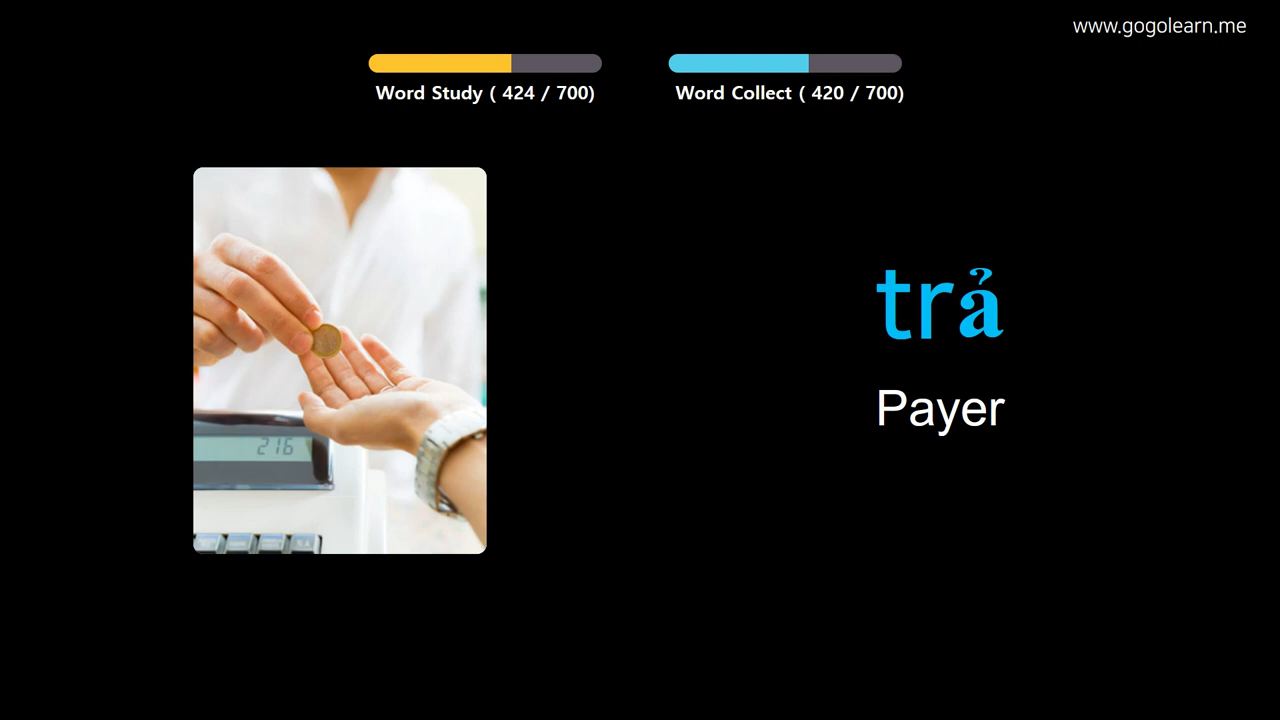 www.gogolearn.me
Word Study ( 424 / 700)
Word Collect ( 420 / 700)
trả
Payer
216